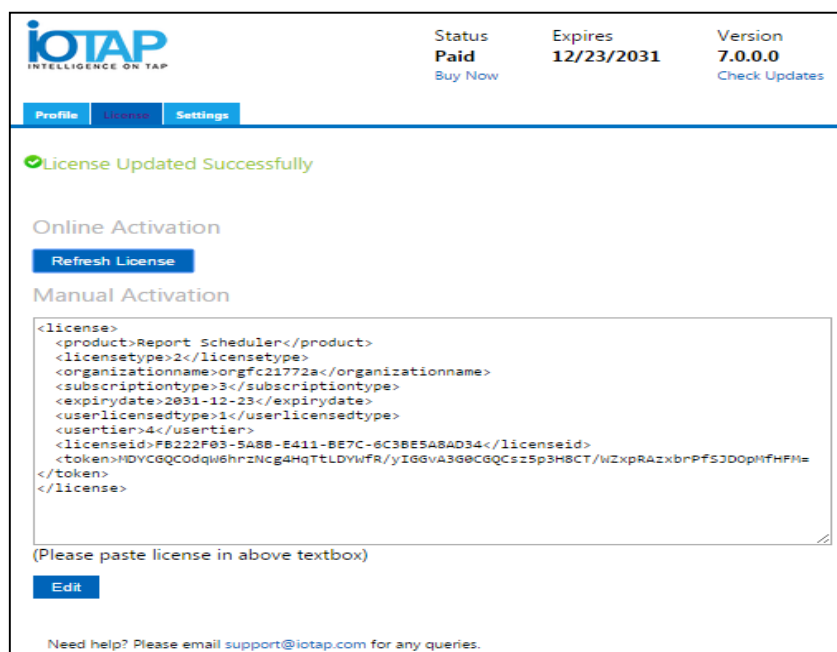 iOTAP
INTELLIGENCE ON TAP
Status
Paid
Buy Now
Expires
12/23/2031
Version
7.0.0.0
Check Updates
Profile
License
Settings
License Updated Successfully
Online Activation
Refresh License
Manual Activation
<license>
<product>Report Scheduler</product>
<licensetype>2</licensetype>
<organizationname>orgfc21772a</organizationname>
<subscriptiontype>3</subscriptiontype>
<expirydate>2031-12-23</expirydate>
<userlicensedtype>1</userlicensedtype>
<usertier>4</usertier>
<licenseid>FB222F03-5A8B-E411-BE7C-6C3BE5A8AD34</licenseid>
<token>MDYCGQCOdqW6hrzNcg4HqTtLDYWfR/yIGGvA3G0CGQCsz5p3H8CT/WZxpRAzxbrPfSJDOpMfHFM=
</token>
</license>
(Please paste license in above textbox)
Edit
Need help? Please email support@iotap.com for any queries.